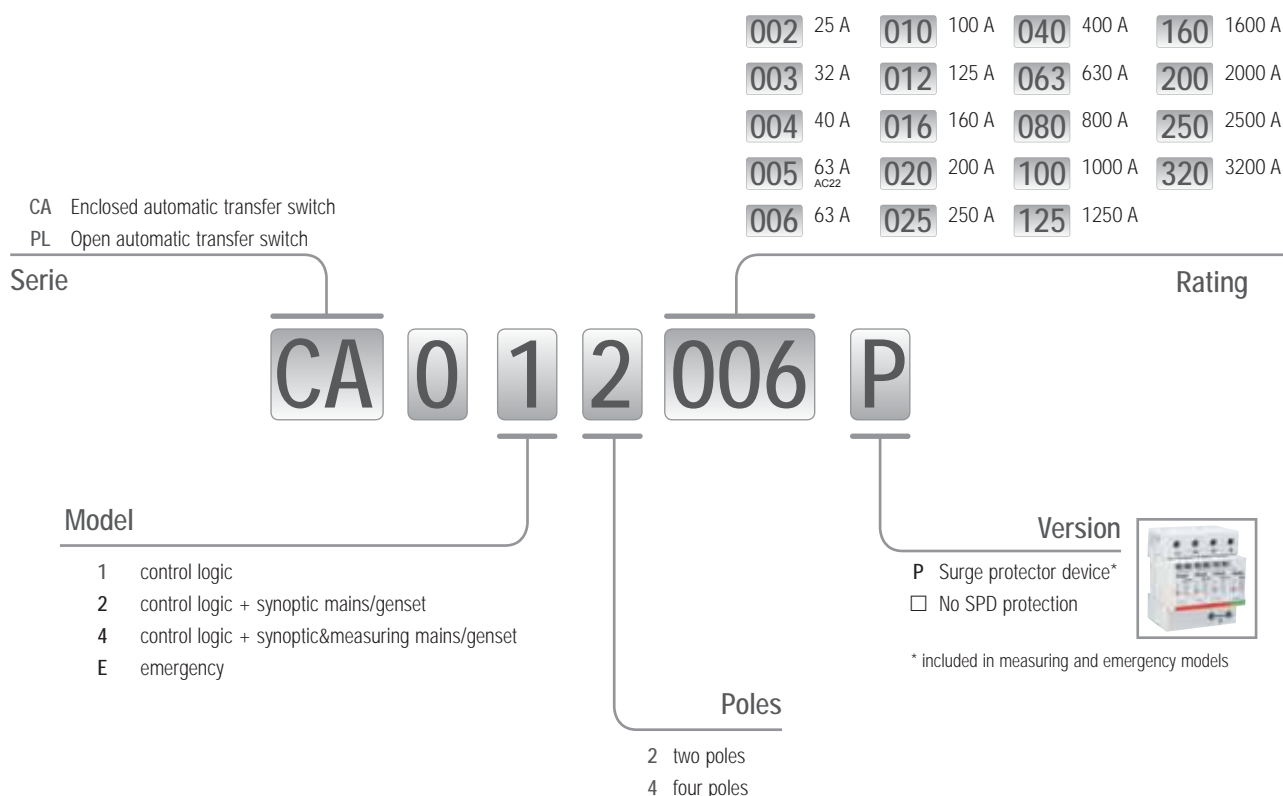 002 25 A 010 100 A 040 400 A 160 1600 A
003 32 A 012 125 A 063 630 A 200 2000 A
004 40 A 016 160 A 080 800 A 250 2500 A
005 63 A AC22 020 200 A 100 1000 A 320 3200 A
006 63 A 025 250 A 125 1250 A
CA Enclosed automatic transfer switch
PL Open automatic transfer switch
Serie
Rating
CA 0 1 2 006 P
Model
1 control logic
2 control logic + synoptic mains/genset
4 control logic + synoptic&measuring mains/genset
E emergency
Version
P Surge protector device*
□ No SPD protection
* included in measuring and emergency models
Poles
2 two poles
4 four poles